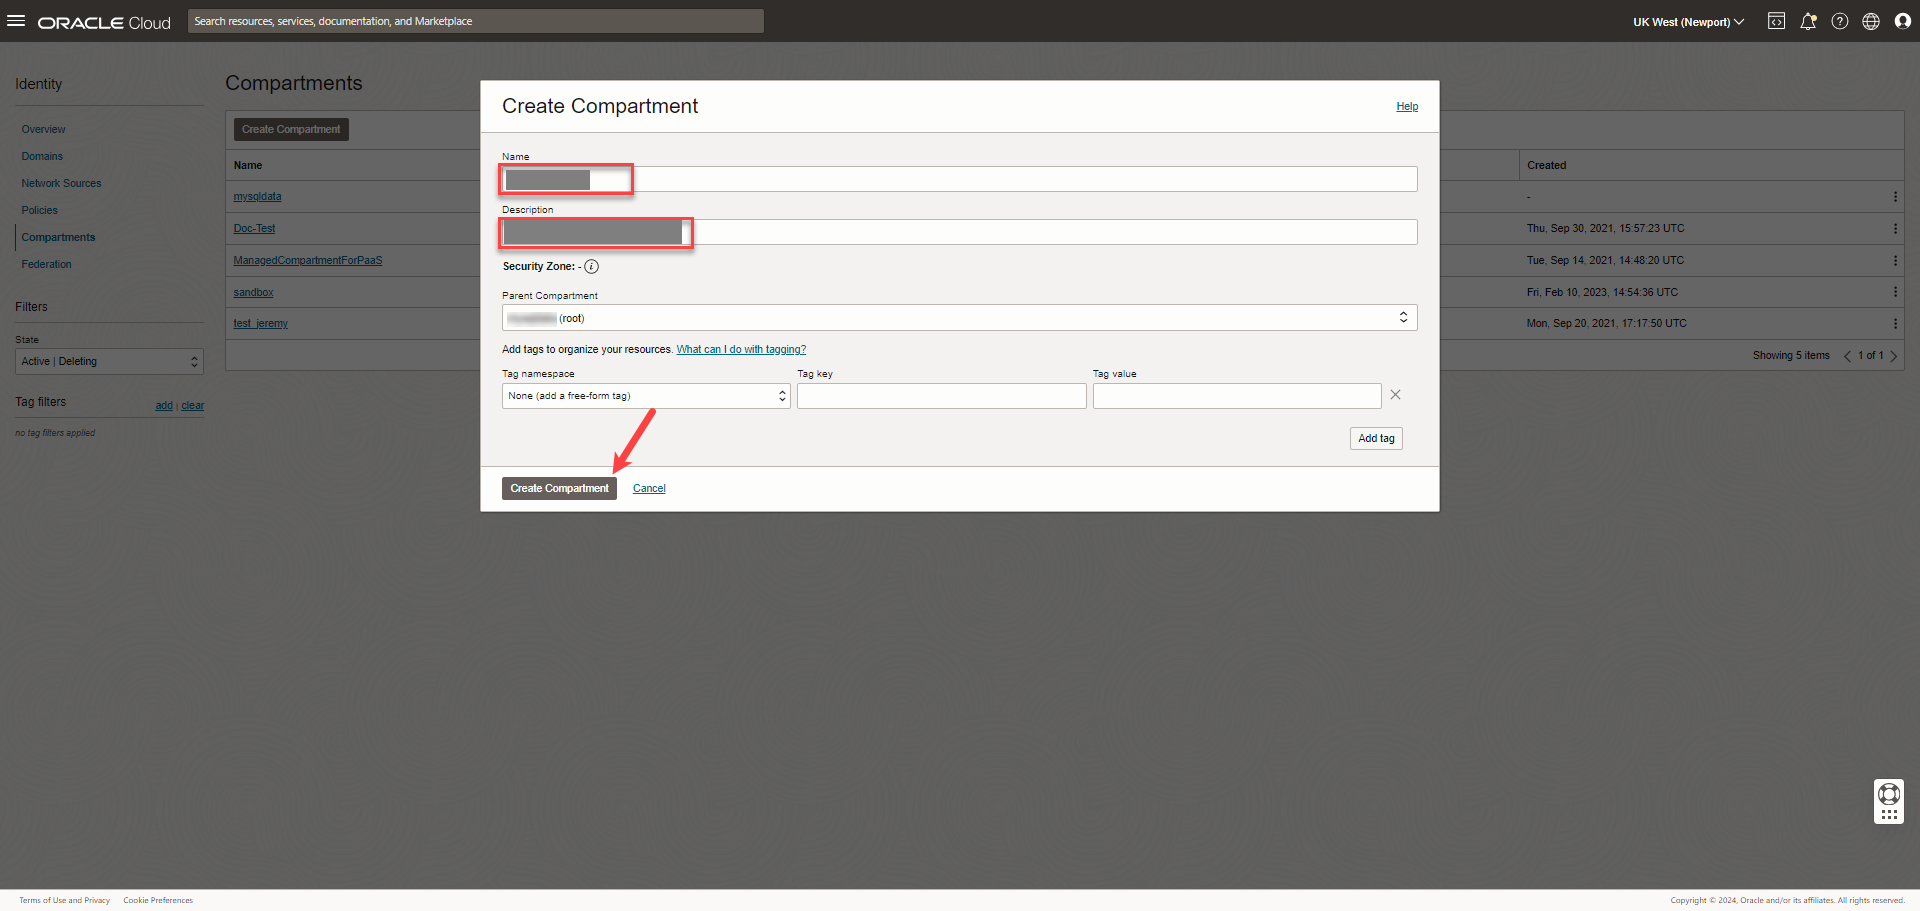 ORACLE Cloud
Search resources, services, documentation, and Marketplace
UK West (Newport)
Identity
Overview
Domains
Network Sources
Policies
Compartments
Federation
Filters
State
Active | Deleting
Tag filters
add | clear
no tag filters applied
Compartments
Create Compartment
Name
Created
mysqldata
-
Doc-Test
Thu, Sep 30, 2021, 15:57:23 UTC
ManagedCompartmentForPaaS
Tue, Sep 14, 2021, 14:48:20 UTC
sandbox
Fri, Feb 10, 2023, 14:54:36 UTC
test_jeremy
Mon, Sep 20, 2021, 17:17:50 UTC
Showing 5 items
1 of 1
Create Compartment
Help
Name
Description
Security Zone: -
Parent Compartment
(root)
Add tags to organize your resources. What can I do with tagging?
Tag namespace
Tag key
Tag value
None (add a free-form tag)
Add tag
Create Compartment
Cancel
Terms of Use and Privacy
Cookie Preferences
Copyright © 2024, Oracle and/or its affiliates. All rights reserved.